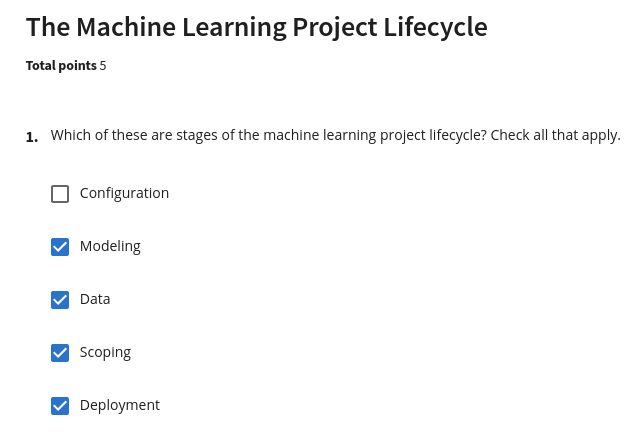 The Machine Learning Project Lifecycle
Total points 5
1. Which of these are stages of the machine learning project lifecycle? Check all that apply.
Configuration
Modeling
Data
Scoping
Deployment